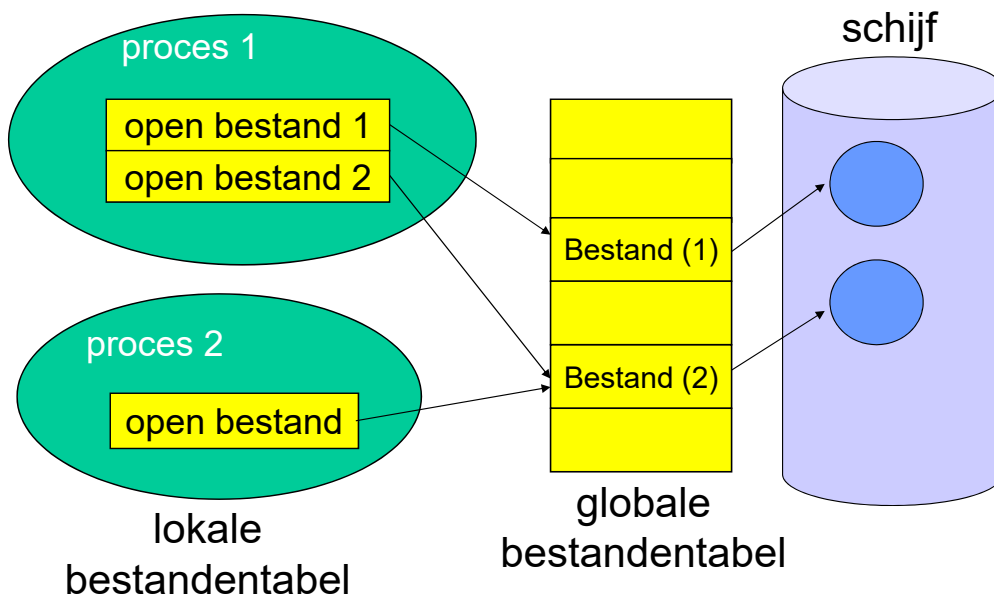 proces 1
open bestand 1
open bestand 2
proces 2
open bestand
lokale
bestandentabel
Bestand (1)
Bestand (2)
globale
bestandentabel
schijf